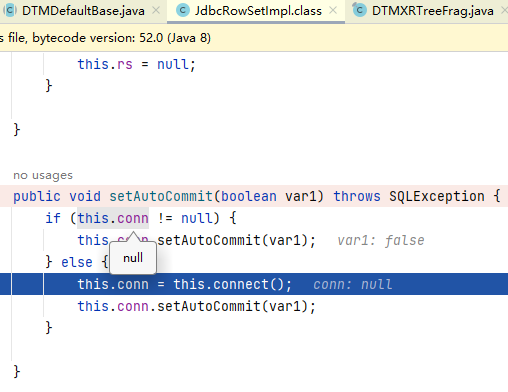 DTMDefaultBase.java
JdbcRowSetImpl.class
DTMXRTreeFrag.java
s file, bytecode version: 52.0 (Java 8)
this.rs = null;
}
}
no usages
public void setAutoCommit(boolean var1) throws SQLException {
if (this.conn != null) {
this.conn.setAutoCommit(var1); var1: false
} else {
null
this.conn = this.connect(); conn: null
this.conn.setAutoCommit(var1);
}
}